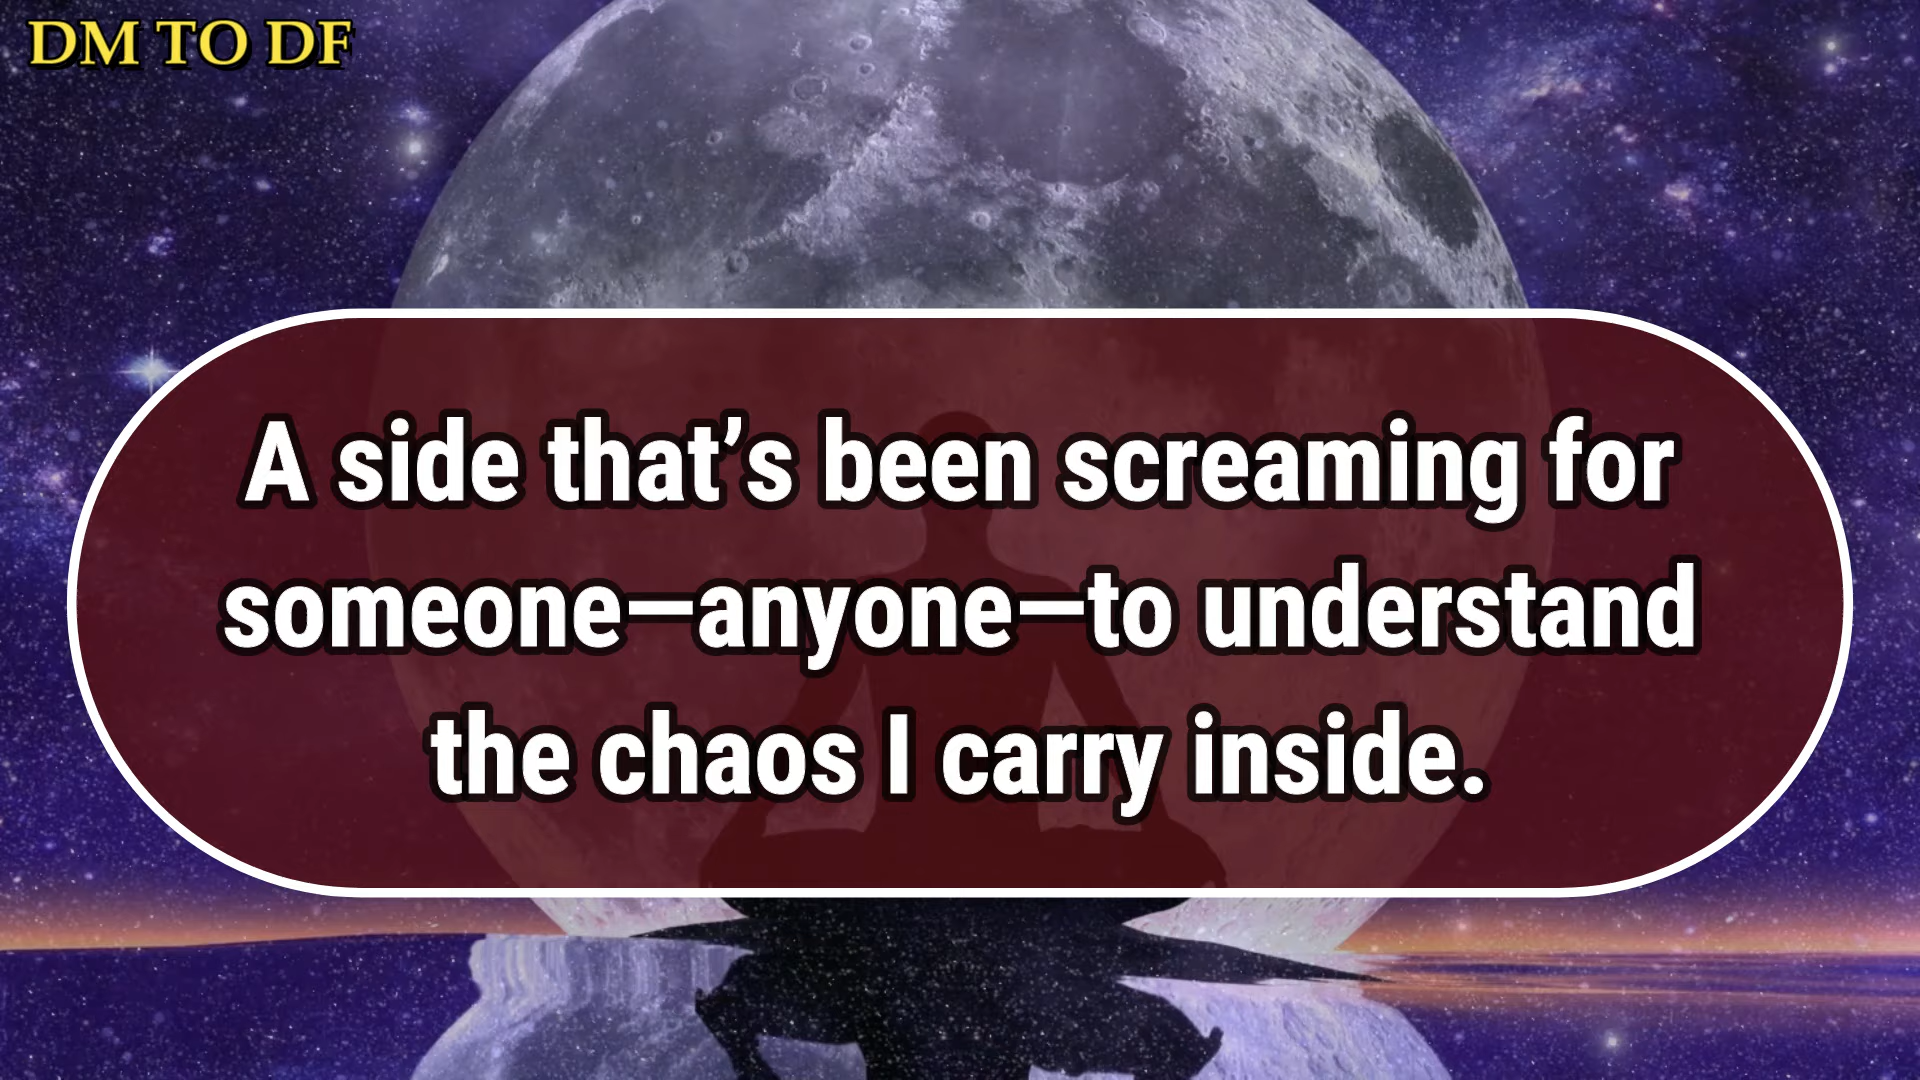 DM TO DF
A side that’s been screaming for
someone—anyone—to understand
the chaos I carry inside.